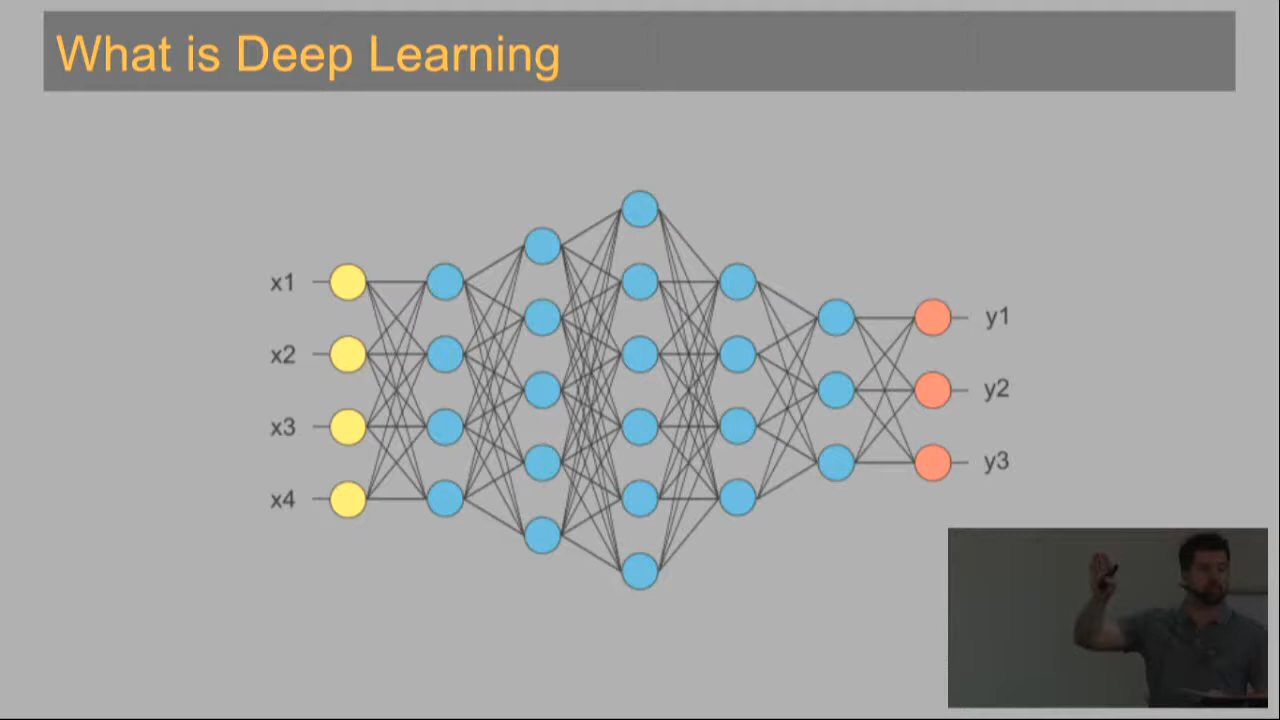 What is Deep Learning
x1
x2
x3
x4
y1
y2
y3